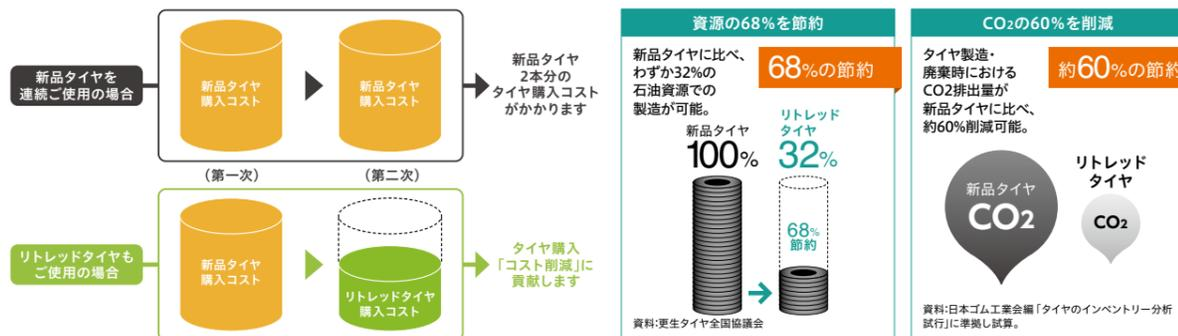 新品タイヤを
連続ご使用の場合
新品タイヤ
購入コスト
新品タイヤ
購入コスト
新品タイヤ
2本分の
タイヤ購入コスト
がかかります
(第一次)
(第二次)
リトレッドタイヤも
ご使用の場合
新品タイヤ
購入コスト
リトレッドタイヤ
購入コスト
タイヤ購入
「コスト削減」に
貢献します
資源の68%を節約
新品タイヤに比べ、
わずか32%の
石油資源での
製造が可能。
68%の節約
新品タイヤ
100%
リトレッド
タイヤ
32%
68%
節約
資料:更生タイヤ全国協議会
CO2の60%を削減
タイヤ製造・
廃棄時における
CO2排出量が
新品タイヤに比べ、
約60%削減可能。
約60%の節約
新品タイヤ
CO2
リトレッド
タイヤ
CO2
資料:日本ゴム工業会編「タイヤのインベントリー分析
試行」に準拠し試算。